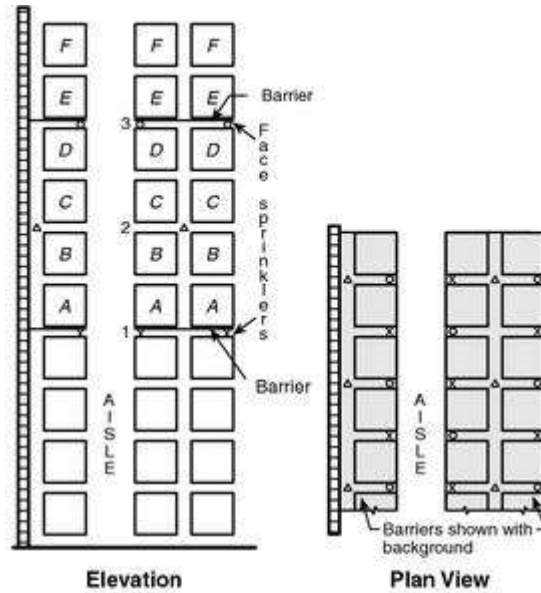 F F F
E E E
Barrier
3
D D D
Face sprinklers
C C C
2
B B B
A A A
1
Barrier
AISLE
AISLE
Barriers shown with
background
Elevation
Plan View